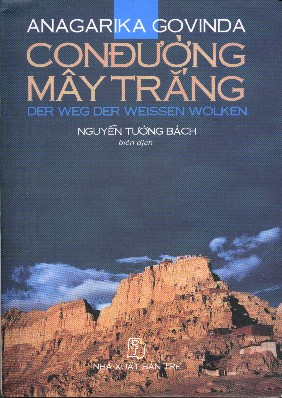 ANAGARIKA GOVINDA
CON ĐƯỜNG
MÂY TRẮNG
DER WEG DER WEISSEN WOLKEN
NGUYỄN TƯỜNG BÁCH
biên dịch
NHÀ XUẤT BẢN TRẺ